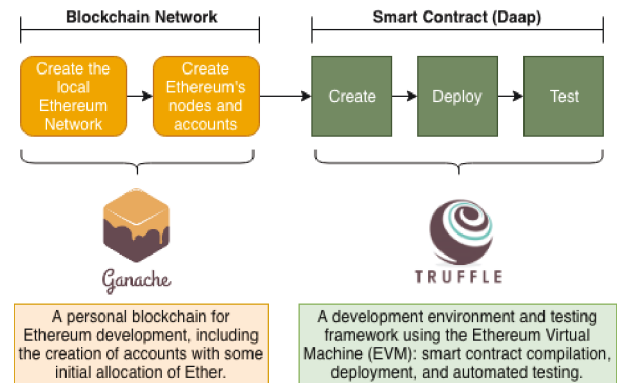 Blockchain Network
Smart Contract (Daap)
Create the
local
Ethereum
Network
Create
Ethereum's
nodes and
accounts
Create
Deploy
Test
Ganache
TRUFFLE
A personal blockchain for
Ethereum development, including
the creation of accounts with some
initial allocation of Ether.
A development environment and testing
framework using the Ethereum Virtual
Machine (EVM): smart contract compilation,
deployment, and automated testing.